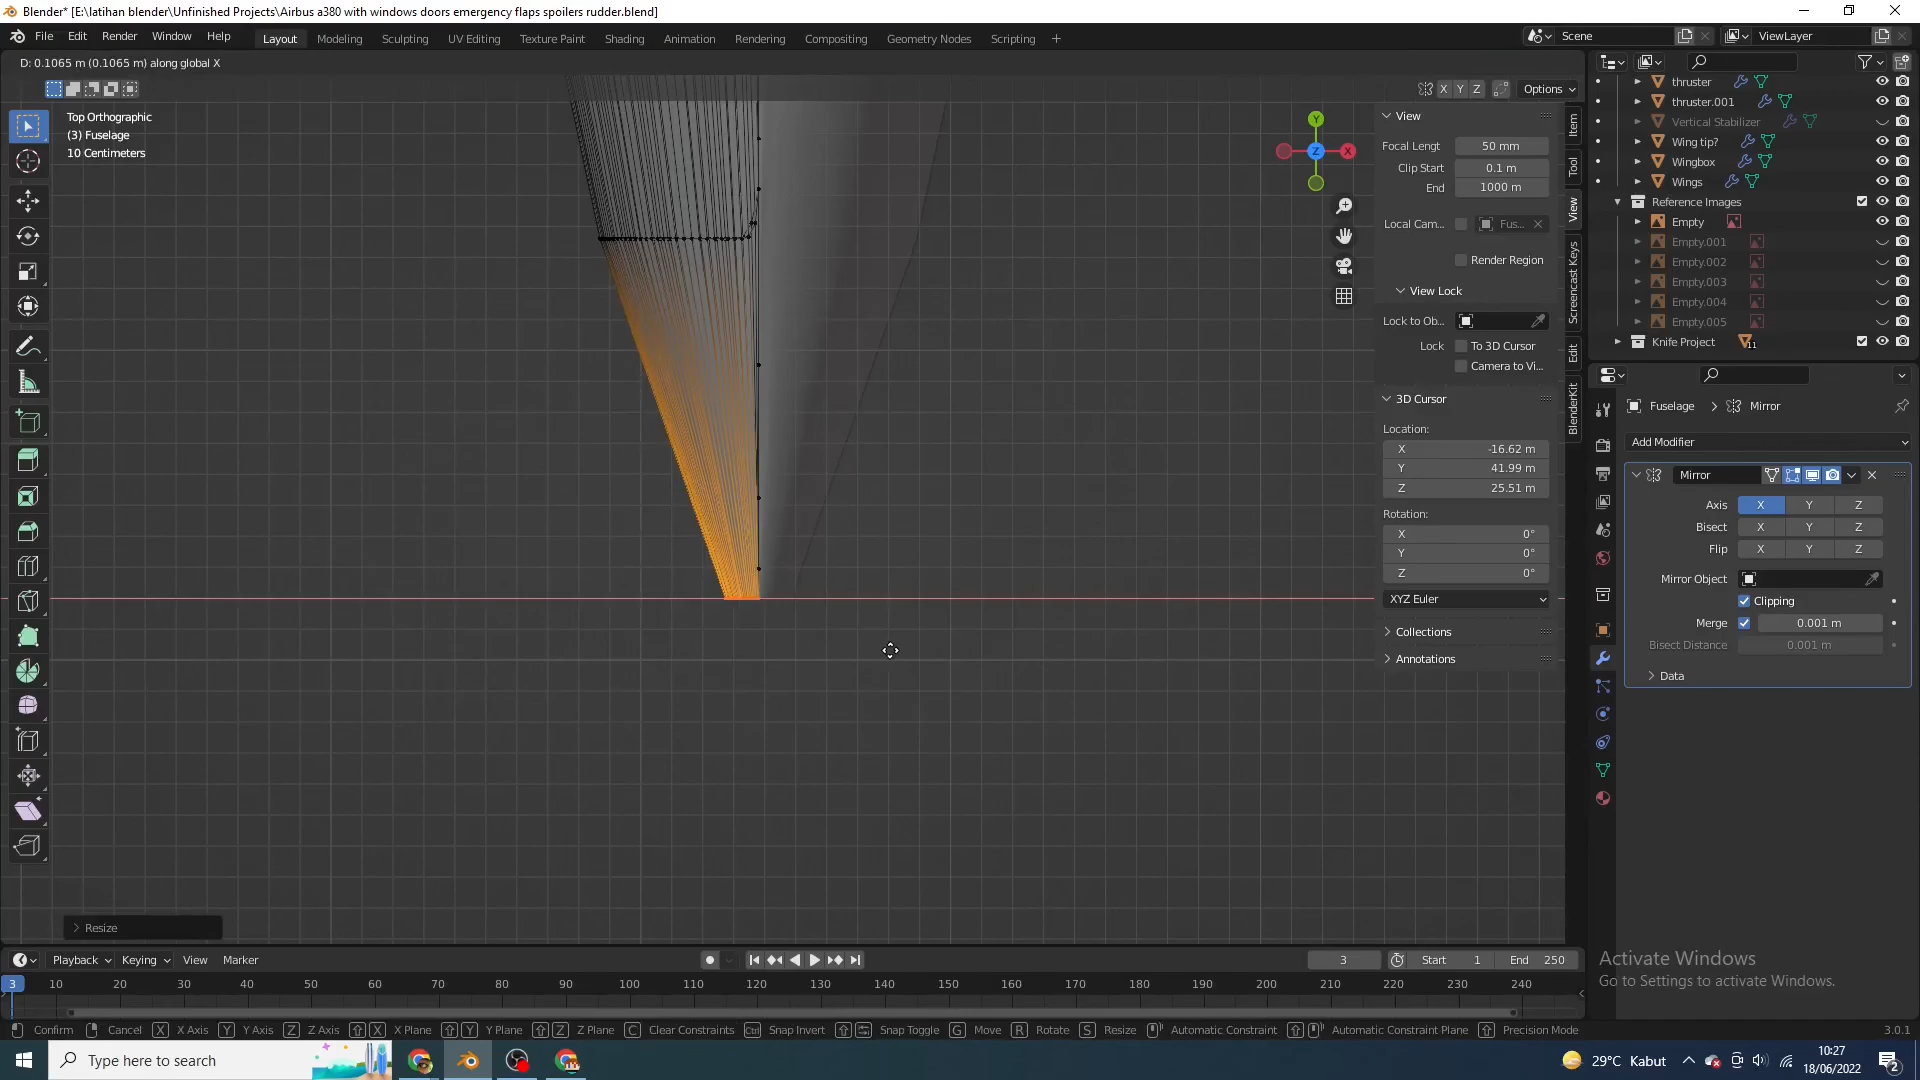 Blender* [E:\latihan blender\Unfinished Projects\Airbus a380 with windows doors emergency flaps spoilers rudder.blend]
File Edit Render Window Help Layout Modeling Sculpting UV Editing Texture Paint Shading Animation Rendering Compositing Geometry Nodes Scripting + Scene ViewLayer
D: 0.1065 m (0.1065 m) along global X
X Y Z Options
Top Orthographic
(3) Fuselage
10 Centimeters
Y
Z
X
View
Focal Lengt 50 mm
Clip Start 0.1 m
End 1000 m
Local Cam... Fus...
Render Region
View Lock
Lock to Ob...
Lock To 3D Cursor
Camera to Vi...
3D Cursor
Location:
X -16.62 m
Y 41.99 m
Z 25.51 m
Rotation:
X 0°
Y 0°
Z 0°
XYZ Euler
Collections
Annotations
Item
Tool
View
Screencast Keys
Edit
BlenderKit
thruster
thruster.001
Vertical Stabilizer
Wing tip?
Wingbox
Wings
Reference Images
Empty
Empty.001
Empty.002
Empty.003
Empty.004
Empty.005
Knife Project 11
Fuselage Mirror
Add Modifier
Mirror
Axis X Y Z
Bisect X Y Z
Flip X Y Z
Mirror Object
Clipping
Merge 0.001 m
Bisect Distance 0.001 m
Data
Resize
Activate Windows
Go to Settings to activate Windows.
Playback Keying View Marker 3 Start 1 End 250
3 10 20 30 40 50 60 70 80 90 100 110 120 130 140 150 160 170 180 190 200 210 220 230 240
Confirm Cancel X X Axis Y Y Axis Z Z Axis X X Plane Y Y Plane Z Z Plane C Clear Constraints Ctrl Snap Invert Snap Toggle G Move R Rotate S Resize Automatic Constraint Automatic Constraint Plane Precision Mode 3.0.1
Type here to search
29°C Kabut
10:27
18/06/2022
2